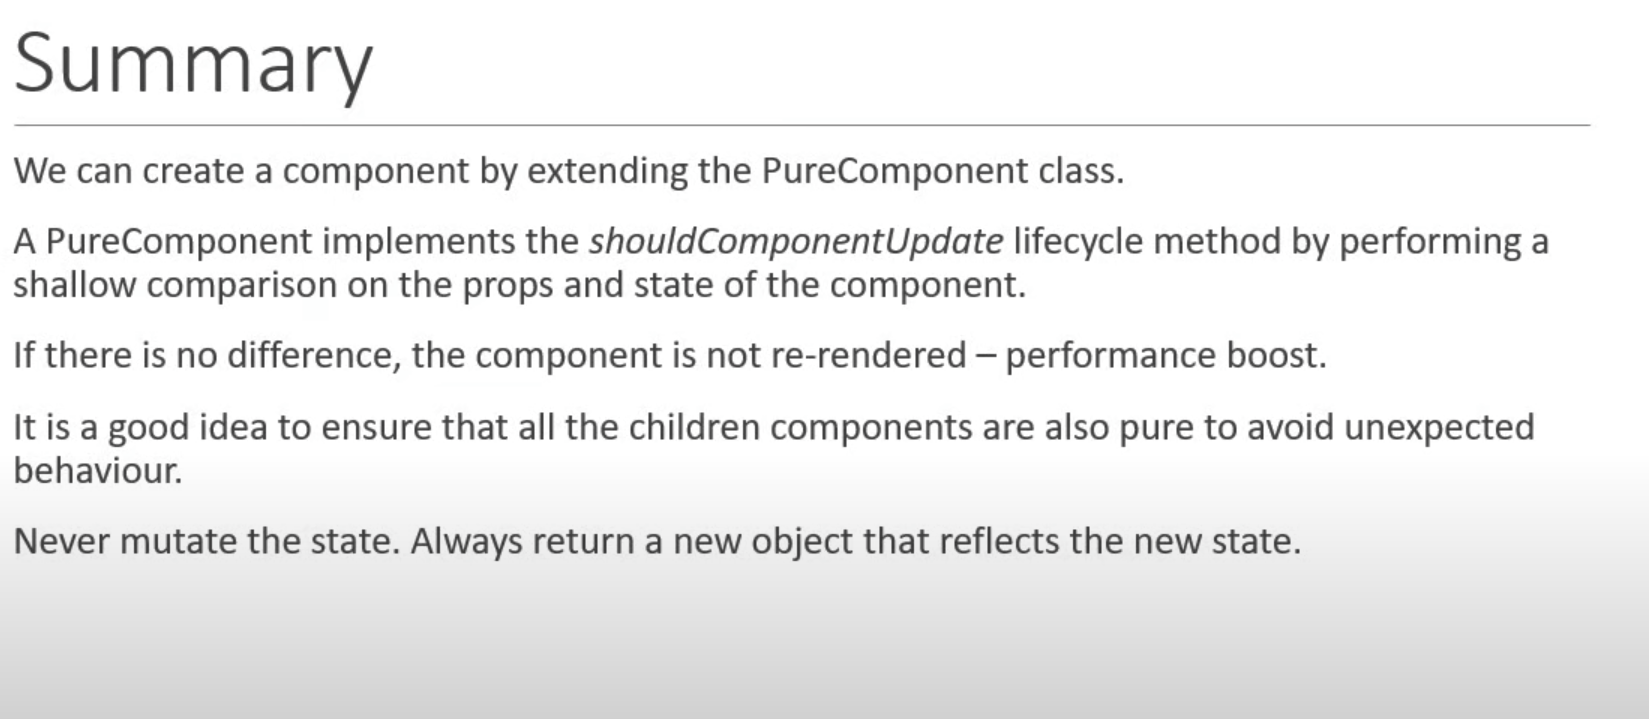 Summary
We can create a component by extending the PureComponent class.
A PureComponent implements the shouldComponentUpdate lifecycle method by performing a
shallow comparison on the props and state of the component.
If there is no difference, the component is not re-rendered – performance boost.
It is a good idea to ensure that all the children components are also pure to avoid unexpected
behaviour.
Never mutate the state. Always return a new object that reflects the new state.